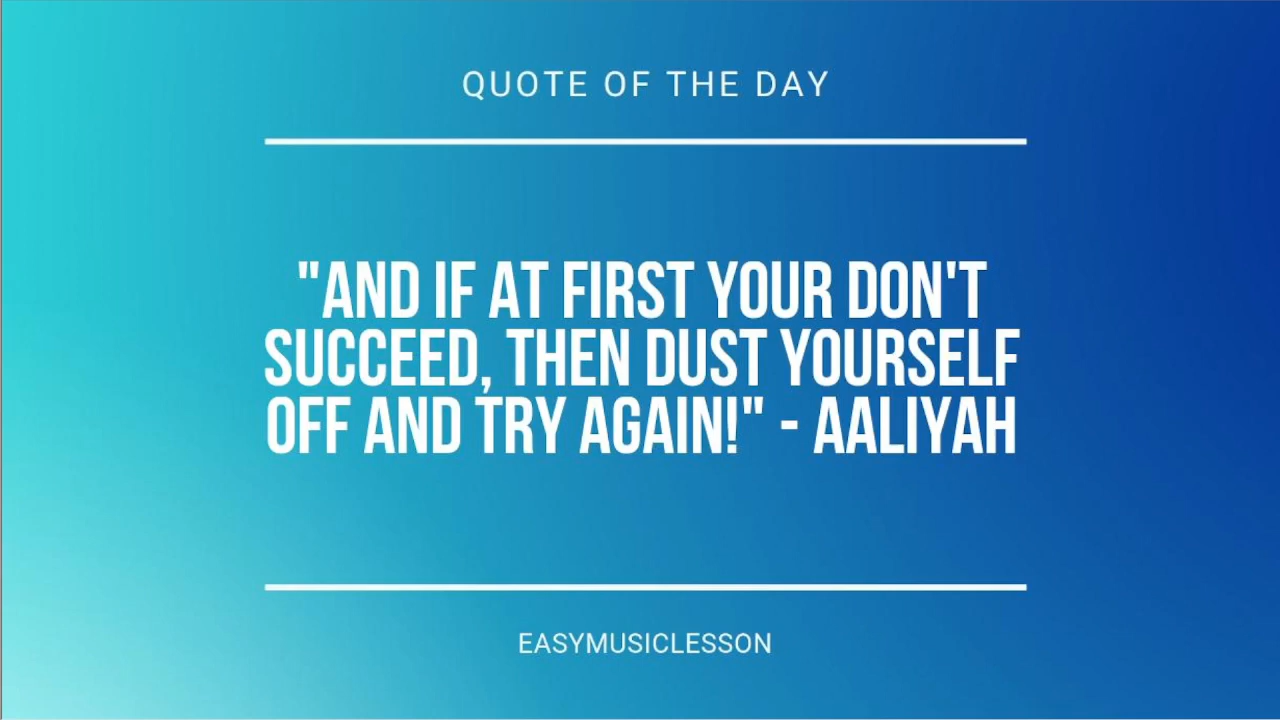 QUOTE OF THE DAY
"AND IF AT FIRST YOUR DON'T
SUCCEED, THEN DUST YOURSELF
OFF AND TRY AGAIN!" - AALIYAH
EASYMUSICLESSON